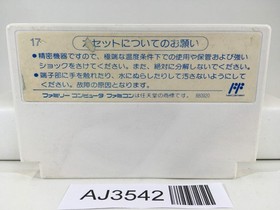 17
カセットについてのお願い
●精密機器ですので、極端な温度条件下での使用や保管および強い
ショックをさけてください。また、絶対に分解しないでください。
●端子部に手を触れたり、水にぬらしたりして汚さないようにして
ください。故障の原因となります。
ファミリーコンピュータ ファミコンは任天堂の商標です。
AJ3542